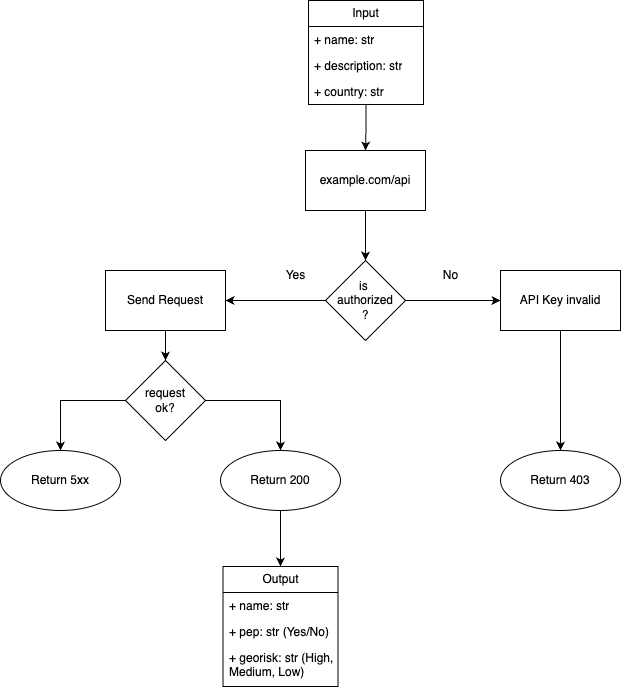 Input
+ name: str
+ description: str
+ country: str
example.com/api
Yes
is
authorized
?
No
Send Request
API Key invalid
request
ok?
Return 5xx
Return 200
Return 403
Output
+ name: str
+ pep: str (Yes/No)
+ georisk: str (High,
Medium, Low)